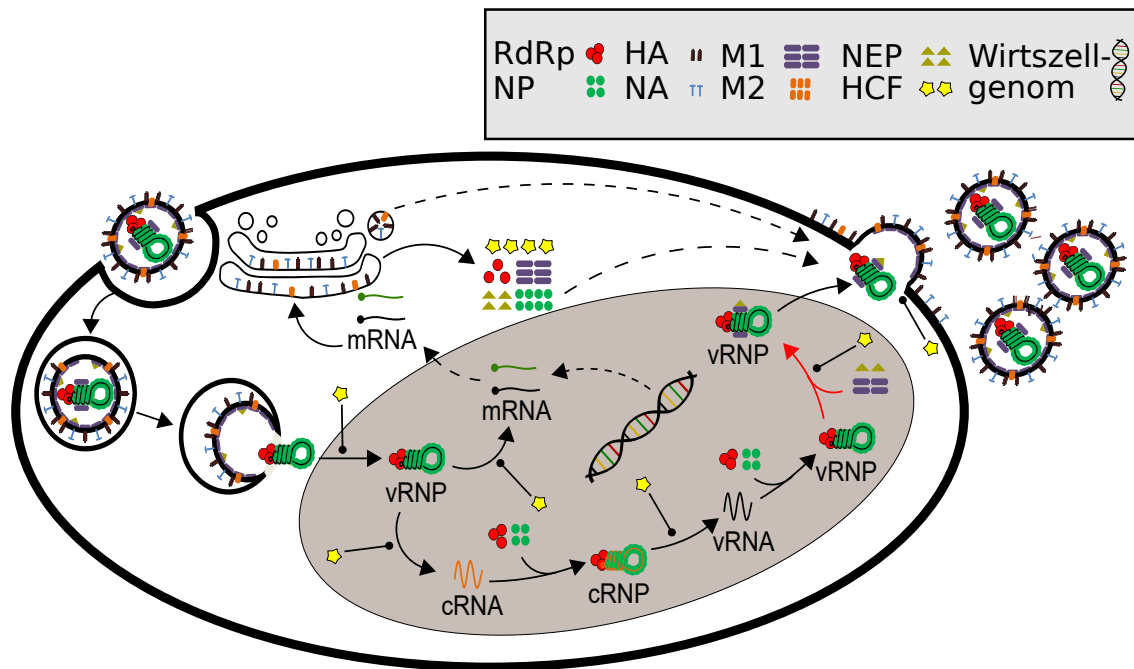 RdRp HA M1 NEP Wirtszell-
NP NA M2 HCF genom
mRNA
vRNP
mRNA
vRNP
vRNP
vRNA
cRNA
cRNP